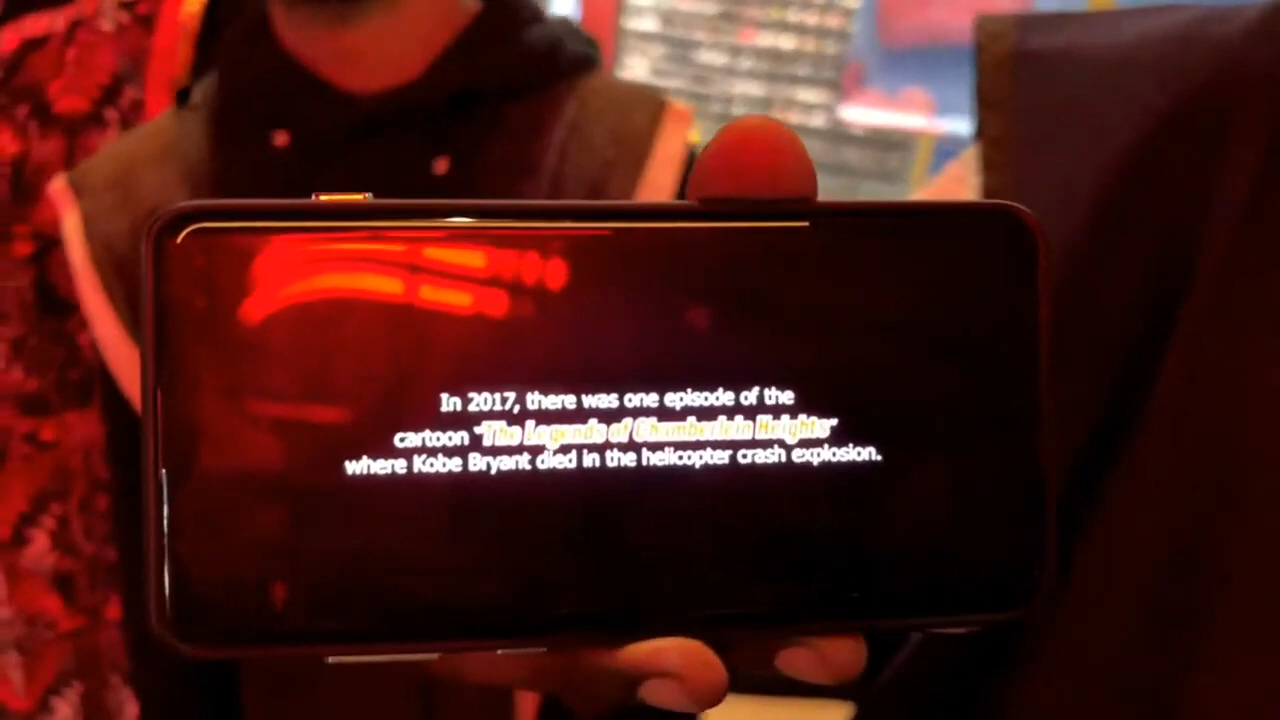 In 2017, there was one episode of the
cartoon "The Legends of Chamberlein Heights"
where Kobe Bryant died in the helicopter crash explosion.